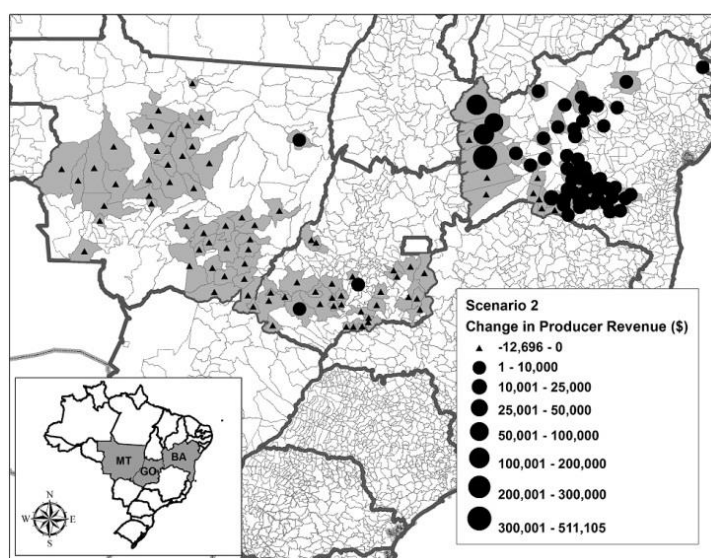 Scenario 2
Change in Producer Revenue ($)
-12,696 - 0
1 - 10,000
10,001 - 25,000
25,001 - 50,000
50,001 - 100,000
100,001 - 200,000
200,001 - 300,000
300,001 - 511,105
MT
GO
BA
N
W E
S